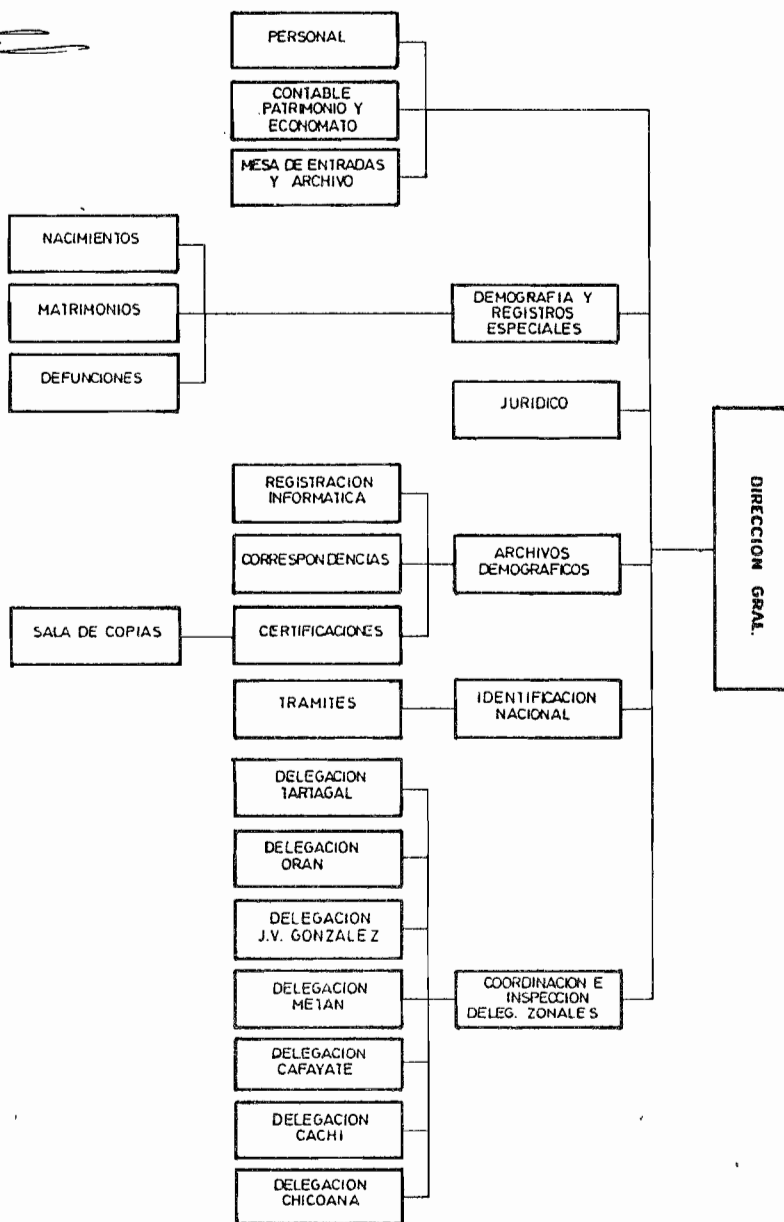 PERSONAL
CONTABLE
PATRIMONIO Y
ECONOMATO
MESA DE ENTRADAS
Y ARCHIVO
NACIMIENTOS
MATRIMONIOS
DEFUNCIONES
DEMOGRAFIA Y
REGISTROS
ESPECIALES
JURIDICO
DIRECCION GRAL.
REGISTRACION
INFORMATICA
CORRESPONDENCIAS
CERTIFICACIONES
SALA DE COPIAS
ARCHIVOS
DEMOGRAFICOS
TRAMITES
IDENTIFICACION
NACIONAL
DELEGACION
TARTAGAL
DELEGACION
ORAN
DELEGACION
J.V. GONZALEZ
DELEGACION
METAN
DELEGACION
CAFAYATE
DELEGACION
CACHI
DELEGACION
CHICOANA
COORDINACION E
INSPECCION
DELEG. ZONALES